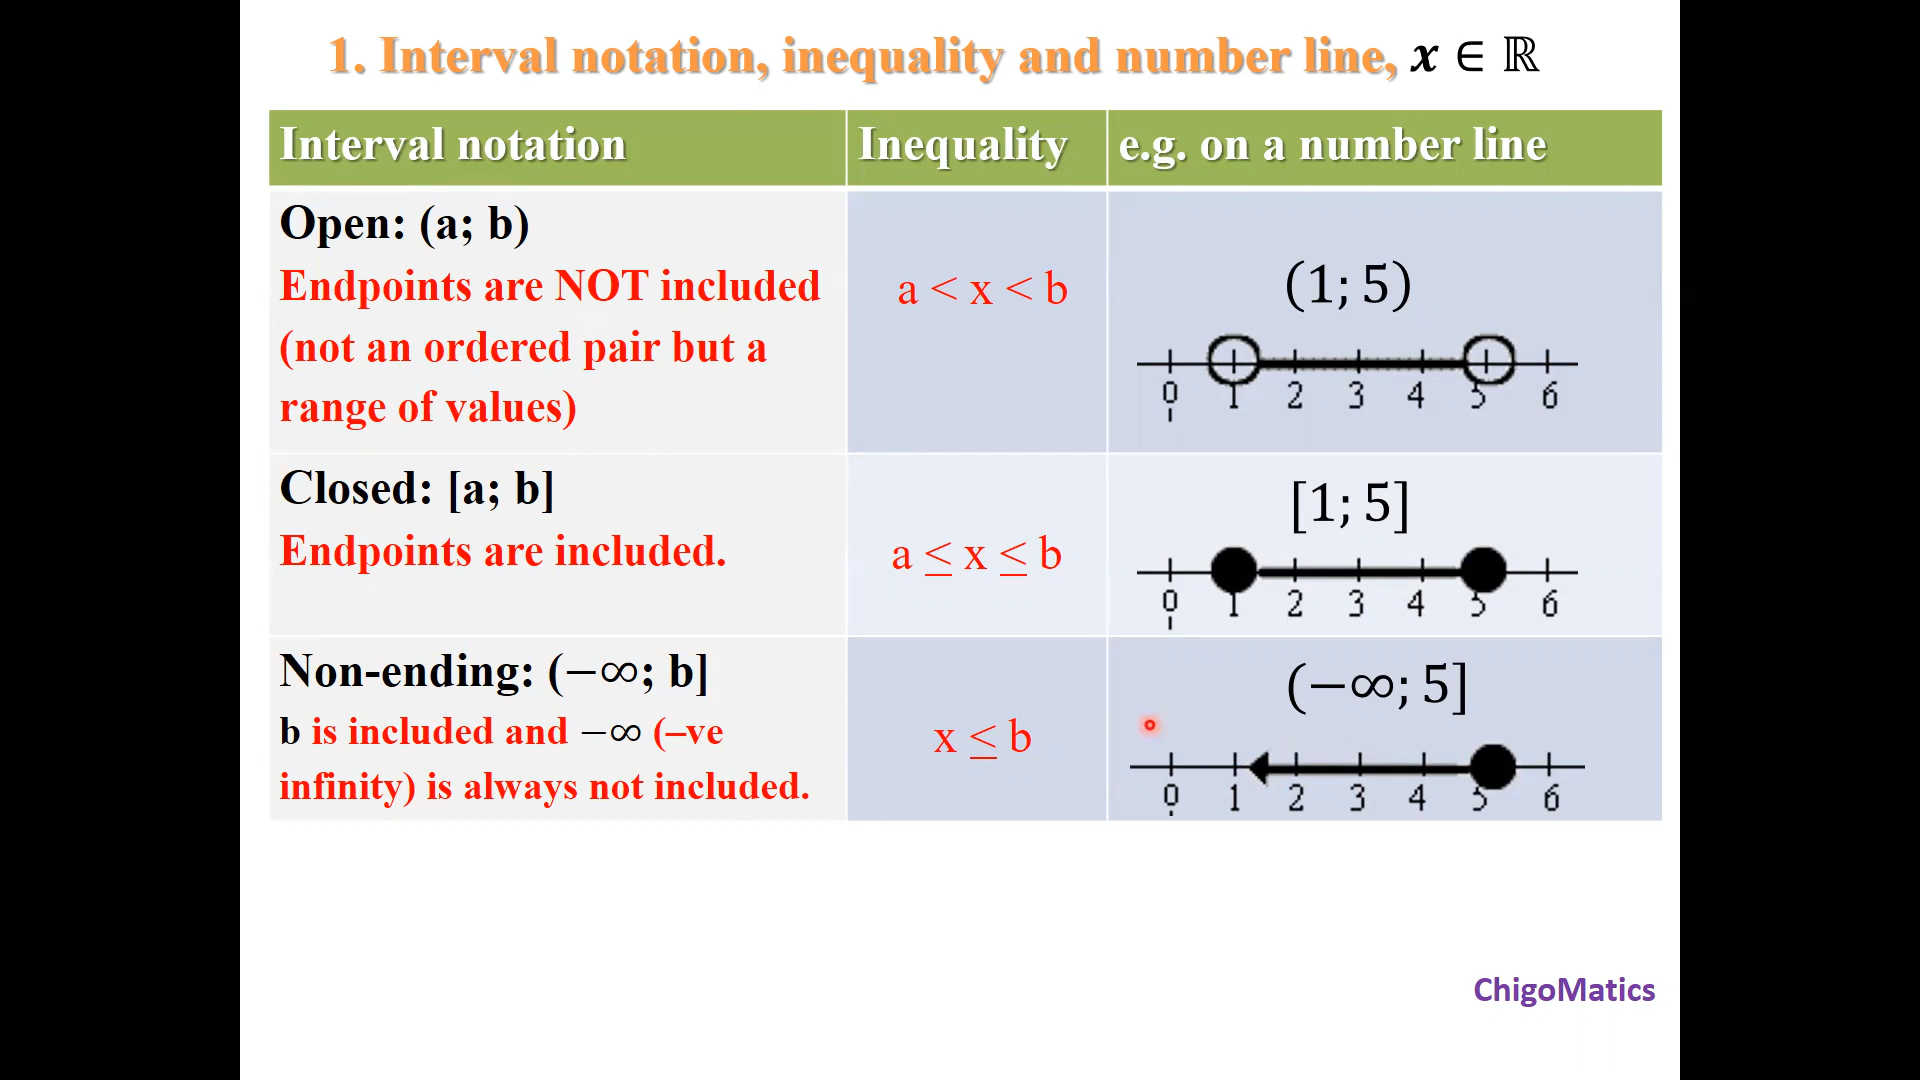 1. Interval notation, inequality and number line, 𝒙 ∈ ℝ
Interval notation
Inequality
e.g. on a number line
Open: (a; b)
Endpoints are NOT included
(not an ordered pair but a
range of values)
a < x < b
(1; 5)
0 1 2 3 4 5 6
Closed: [a; b]
Endpoints are included.
a ≤ x ≤ b
[1; 5]
0 1 2 3 4 5 6
Non-ending: (−∞; b]
b is included and −∞ (–ve
infinity) is always not included.
x ≤ b
(−∞; 5]
0 1 2 3 4 5 6
ChigoMatics